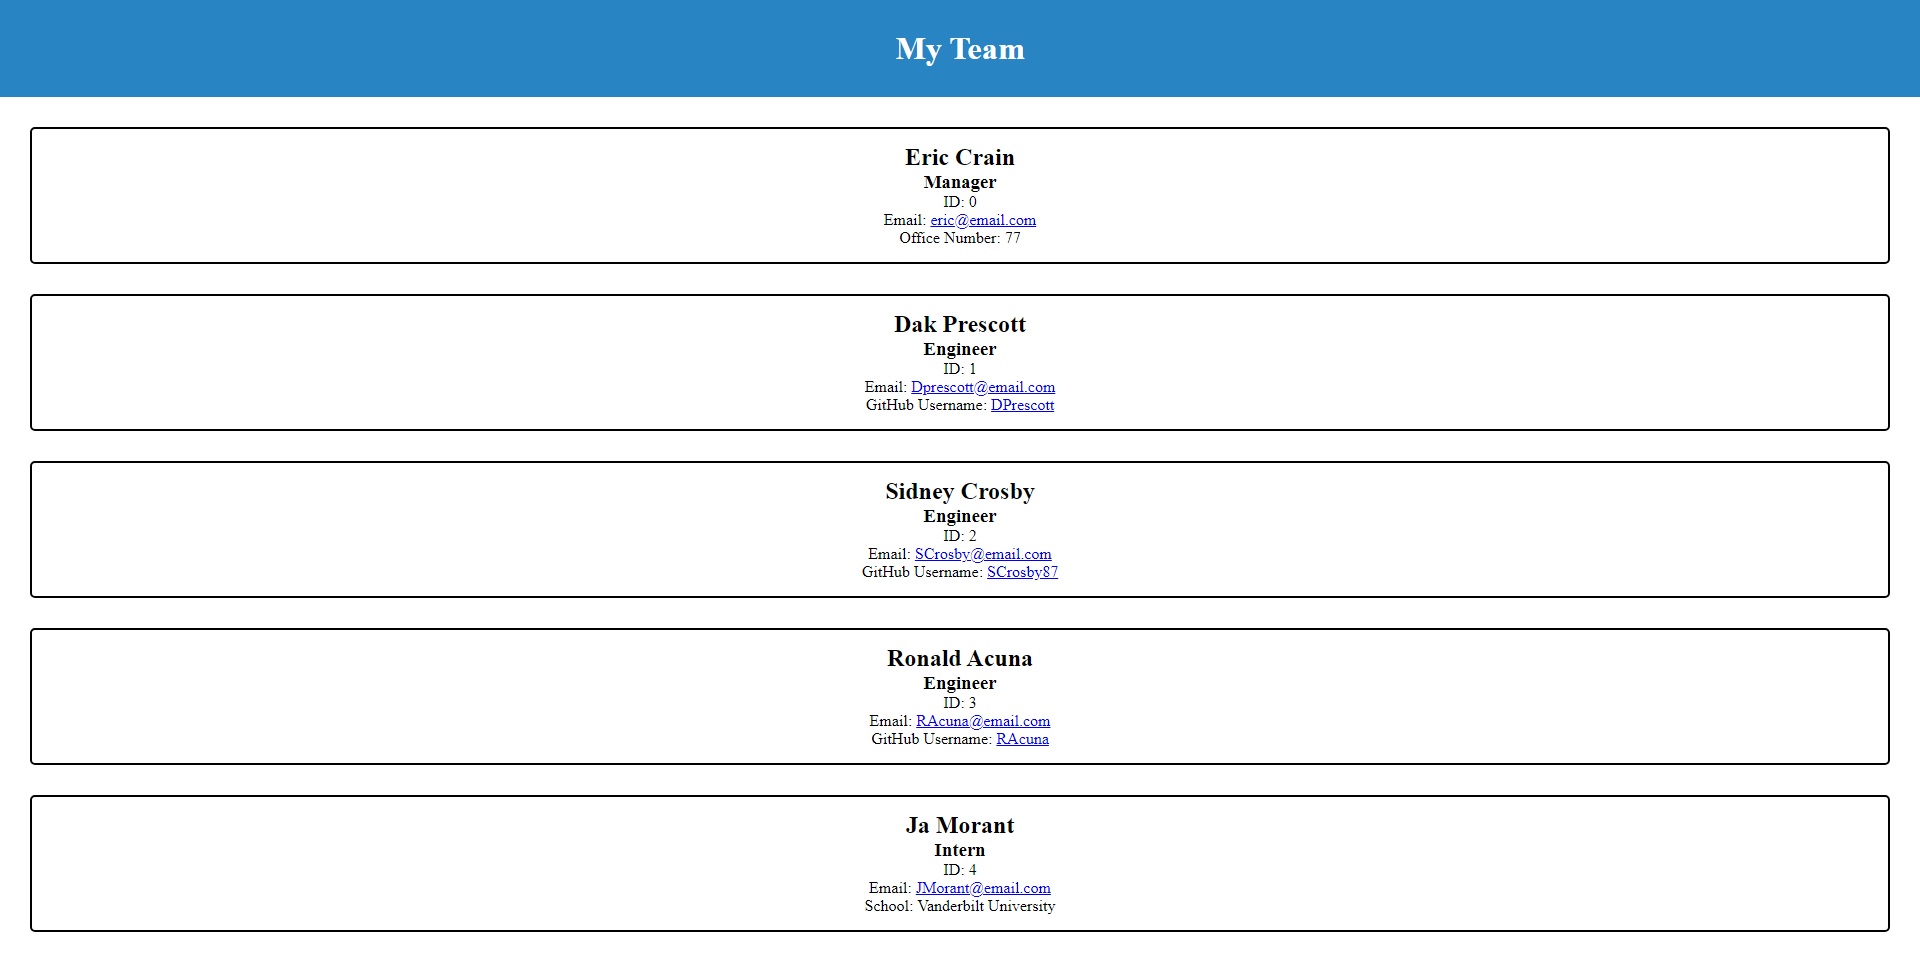 My Team
Eric Crain
Manager
ID: 0
Email: eric@email.com
Office Number: 77
Dak Prescott
Engineer
ID: 1
Email: Dprescott@email.com
GitHub Username: DPrescott
Sidney Crosby
Engineer
ID: 2
Email: SCrosby@email.com
GitHub Username: SCrosby87
Ronald Acuna
Engineer
ID: 3
Email: RAcuna@email.com
GitHub Username: RAcuna
Ja Morant
Intern
ID: 4
Email: JMorant@email.com
School: Vanderbilt University